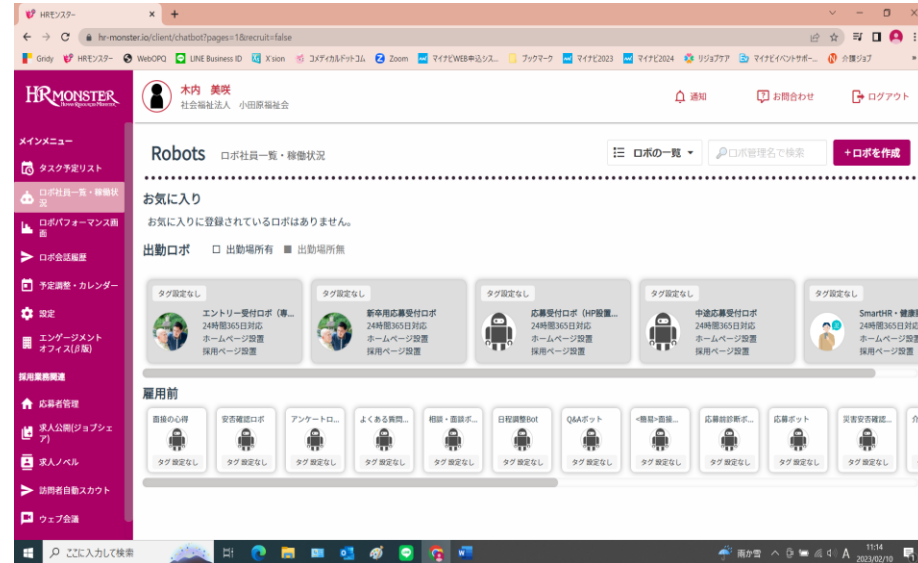 HRモンスター
hr-monster.io/client/chatbot?pages=1&recruit=false
Gridy
HRモンスター
WebOPQ
LINE Business ID
X sion
コメディカルドットコム
Zoom
マイナビWEB申込シス...
ブックマーク
マイナビ2023
マイナビ2024
リジョブケア
マイナビイベントサポー...
介護ジョブ
HRMONSTER
木内 美咲
社会福祉法人 小田原福祉会
通知
お問合わせ
ログアウト
メインメニュー
タスク予定リスト
ロボ社員一覧・稼働状
況
ロボパフォーマンス画
面
ロボ会話履歴
予定調整・カレンダー
設定
エンゲージメント
オフィス(β版)
採用業務関連
応募者管理
求人公開(ジョブシェ
ア)
求人ノベル
訪問者自動スカウト
ウェブ会議
Robots ロボ社員一覧・稼働状況
ロボの一覧
ロボ管理名で検索
+ロボを作成
お気に入り
お気に入りに登録されているロボはありません。
出勤ロボ 出勤場所有 出勤場所無
タグ設定なし
エントリー受付ロボ(専...
24時間365日対応
ホームページ設置
採用ページ設置
タグ設定なし
新卒用応募受付ロボ
24時間365日対応
ホームページ設置
採用ページ設置
タグ設定なし
応募受付ロボ(HP設置...
24時間365日対応
ホームページ設置
採用ページ設置
タグ設定なし
中途応募受付ロボ
24時間365日対応
ホームページ設置
採用ページ設置
タグ設定なし
SmartHR・健康
24時間365日対
ホームページ設
採用ページ設置
雇用前
面接の心得
タグ設定なし
安否確認ロボ
タグ設定なし
アンケートロ...
タグ設定なし
よくある質問...
タグ設定なし
相談・面談ボ...
タグ設定なし
日程調整Bot
タグ設定なし
Q&Aボット
タグ設定なし
<簡易>面接...
タグ設定なし
応募前診断ボ...
タグ設定なし
応募ボット
タグ設定なし
災害安否確認...
タグ設定なし
ここに入力して検索
雨か雪
A
11:14
2023/02/10